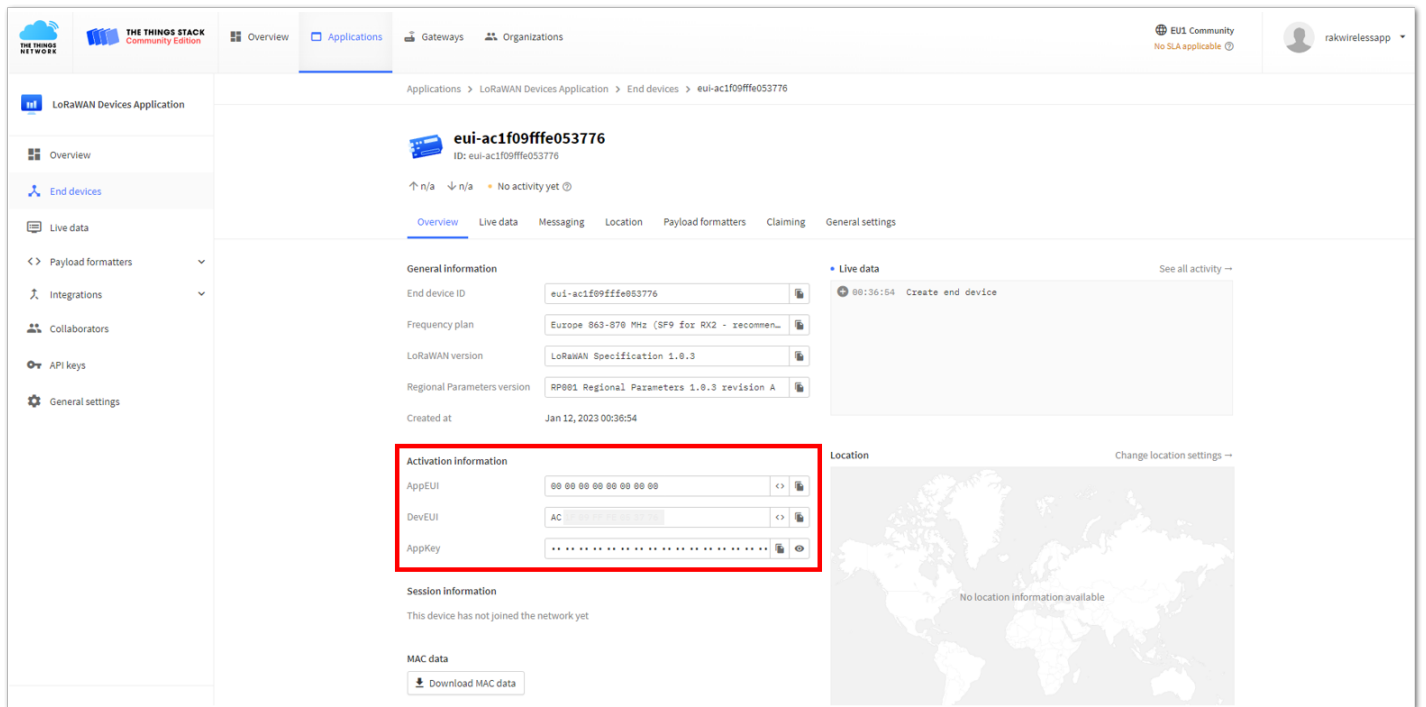 THE THINGS NETWORK
THE THINGS STACK
Community Edition
Overview
Applications
Gateways
Organizations
EU1 Community
No SLA applicable
rakwirelessapp
LoRaWAN Devices Application
Overview
End devices
Live data
Payload formatters
Integrations
Collaborators
API keys
General settings
Applications > LoRaWAN Devices Application > End devices > eui-ac1f09fffe053776
eui-ac1f09fffe053776
ID: eui-ac1f09fffe053776
↑ n/a ↓ n/a • No activity yet
Overview Live data Messaging Location Payload formatters Claiming General settings
General information
End device ID eui-ac1f09fffe053776
Frequency plan Europe 863-870 MHz (SF9 for RX2 - recommen…
LoRaWAN version LoRaWAN Specification 1.0.3
Regional Parameters version RP001 Regional Parameters 1.0.3 revision A
Created at Jan 12, 2023 00:36:54
• Live data See all activity →
00:36:54 Create end device
Activation information
AppEUI 00 00 00 00 00 00 00 00
DevEUI AC
AppKey •• •• •• •• •• •• •• •• •• •• •• •• •• •• •• ••
Session information
This device has not joined the network yet
MAC data
Download MAC data
Location Change location settings →
No location information available